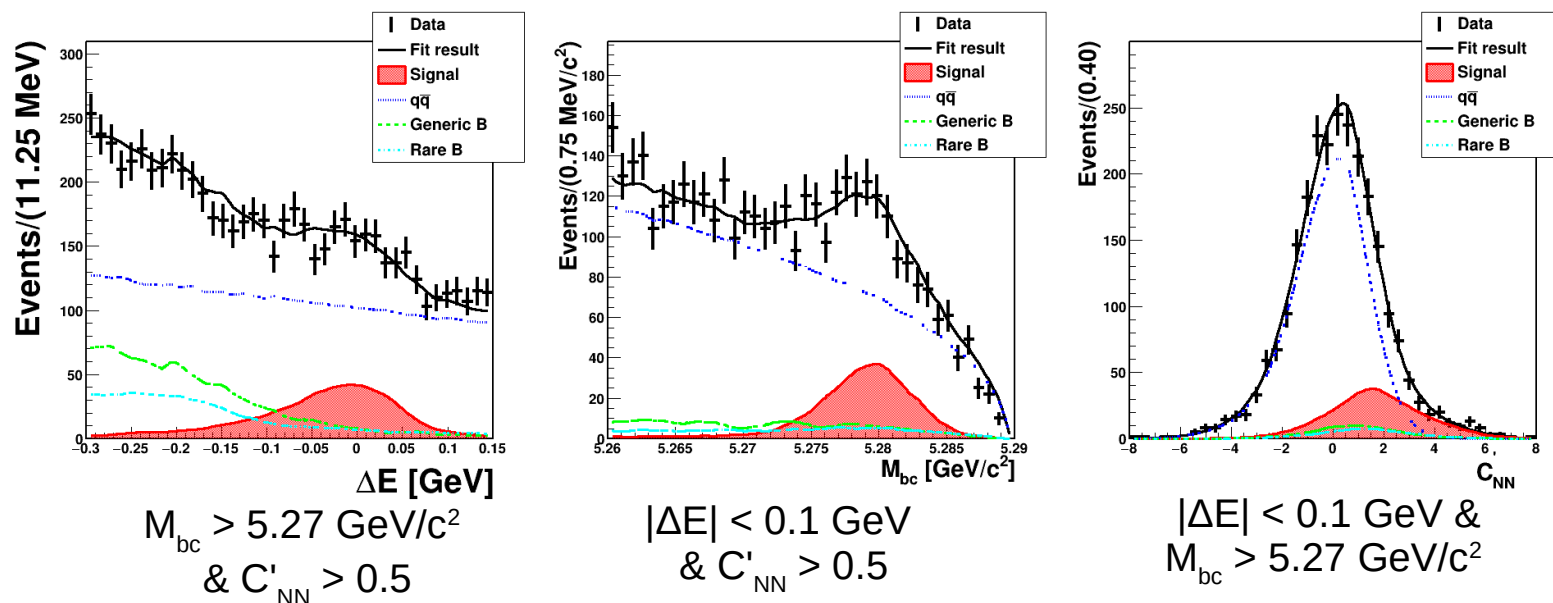 Events/(11.25 MeV)
300
250
200
150
100
50
0
-0.3 -0.25 -0.2 -0.15 -0.1 -0.05 0 0.05 0.1 0.15
ΔE [GeV]
Data
Fit result
Signal
qq̅
Generic B
Rare B
M_bc > 5.27 GeV/c²
& C'_NN > 0.5
Events/(0.75 MeV/c²)
180
160
140
120
100
80
60
40
20
0
5.26 5.265 5.27 5.275 5.28 5.285 5.29
M_bc [GeV/c²]
Data
Fit result
Signal
qq̅
Generic B
Rare B
|ΔE| < 0.1 GeV
& C'_NN > 0.5
Events/(0.40)
250
200
150
100
50
0
−8 −6 −4 −2 0 2 4 6 8
C'_NN
Data
Fit result
Signal
qq̅
Generic B
Rare B
|ΔE| < 0.1 GeV &
M_bc > 5.27 GeV/c²